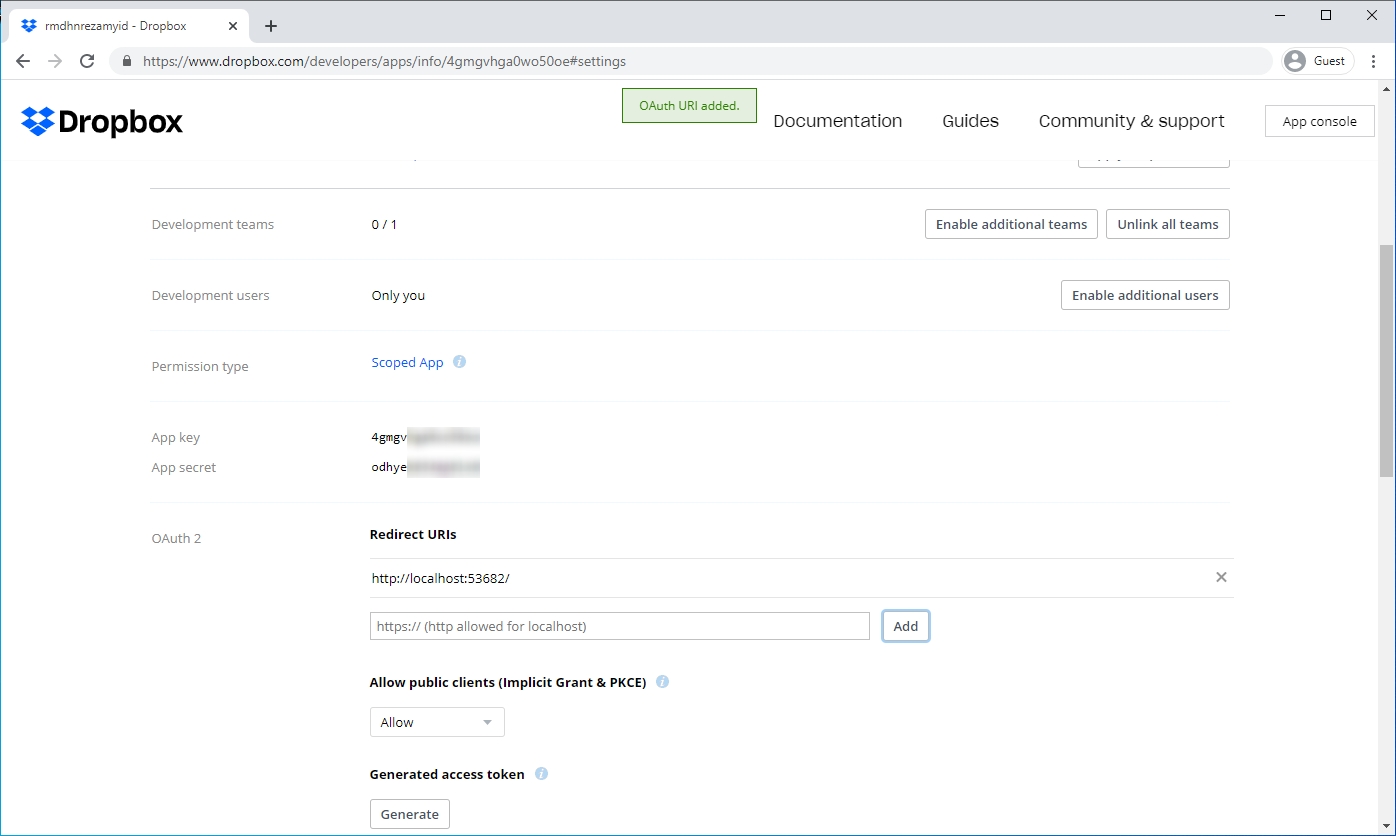 rmdhnrezamyid - Dropbox
https://www.dropbox.com/developers/apps/info/4gmgvhga0wo50oe#settings
Guest
Dropbox
OAuth URI added.
Documentation
Guides
Community & support
App console
Development teams
0 / 1
Enable additional teams
Unlink all teams
Development users
Only you
Enable additional users
Permission type
Scoped App
App key
4gmgv
App secret
odhye
OAuth 2
Redirect URIs
http://localhost:53682/
https:// (http allowed for localhost)
Add
Allow public clients (Implicit Grant & PKCE)
Allow
Generated access token
Generate